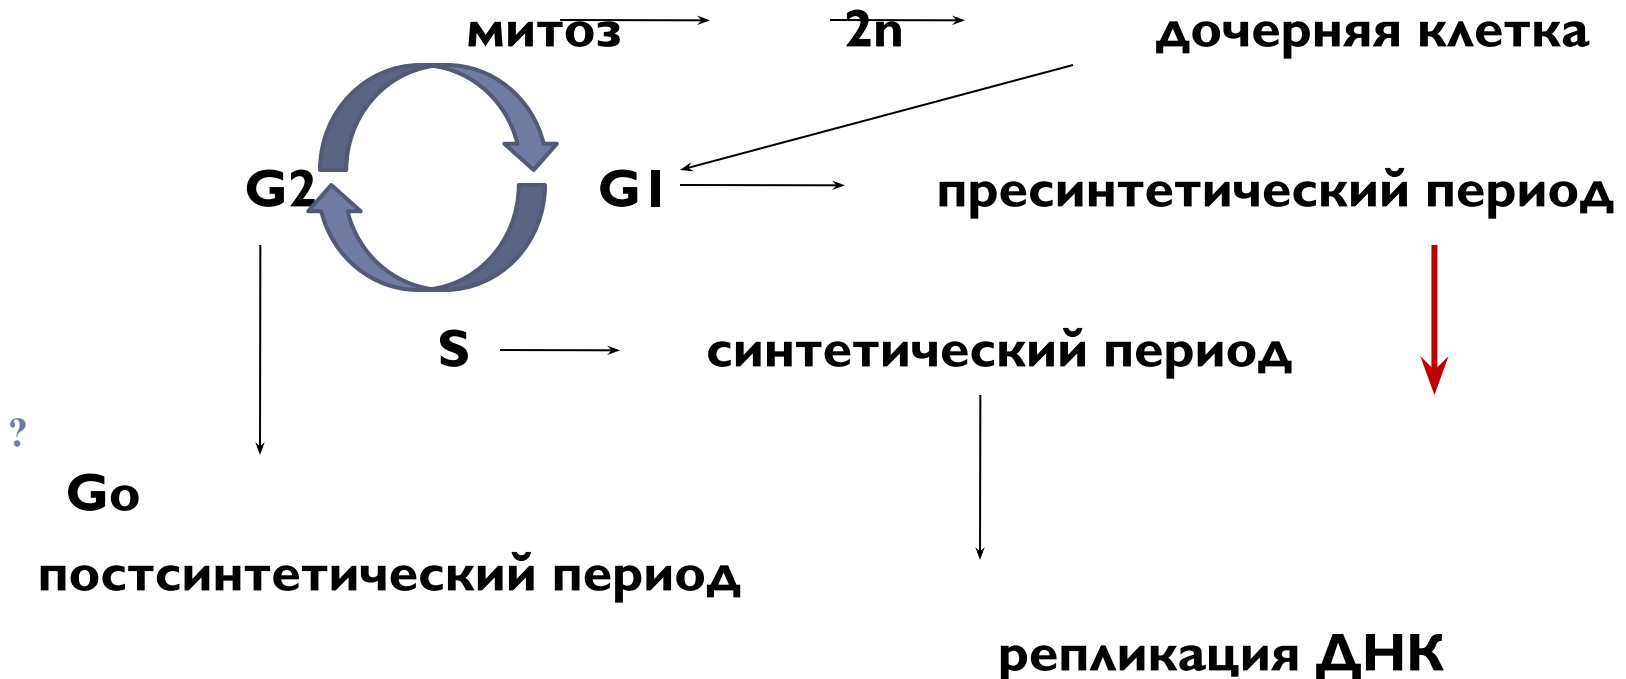 митоз 2n дочерняя клетка
G2 G1 пресинтетический период
S синтетический период
?
Go
постсинтетический период
репликация ДНК